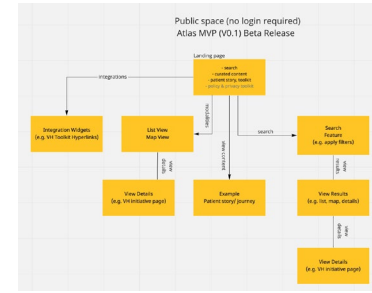 Public space (no login required)
Atlas MVP (V0.1) Beta Release
Landing page
- search
- curated content
- patient story, toolkit
- policy & privacy toolkit
integrations
modalities
view content
search
Integration Widgets
(e.g. VH Toolkit Hyperlinks)
List View
Map View
Search
Feature
(e.g. apply filters)
view
details
view
results
View Details
(e.g. VH initiative page)
Example
Patient story/ journey
View Results
(e.g. list, map, details)
view
details
View Details
(e.g. VH initiative page)